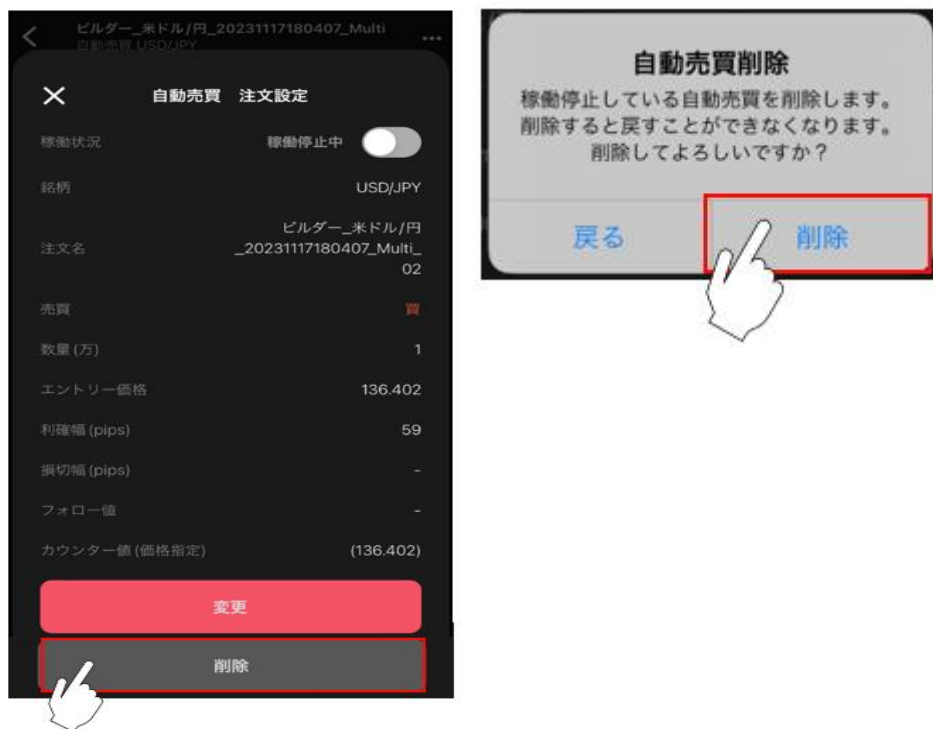 ビルダー_米ドル/円_20231117180407_Multi
自動売買 USD/JPY
自動売買 注文設定
稼働状況 稼働停止中
銘柄 USD/JPY
注文名 ビルダー_米ドル/円
_20231117180407_Multi_
02
売買 買
数量(万) 1
エントリー価格 136.402
利確幅(pips) 59
損切幅(pips) -
フォロー値 -
カウンター値(価格指定) (136.402)
変更
削除
自動売買削除
稼働停止している自動売買を削除します。
削除すると戻すことができなくなります。
削除してよろしいですか？
戻る 削除